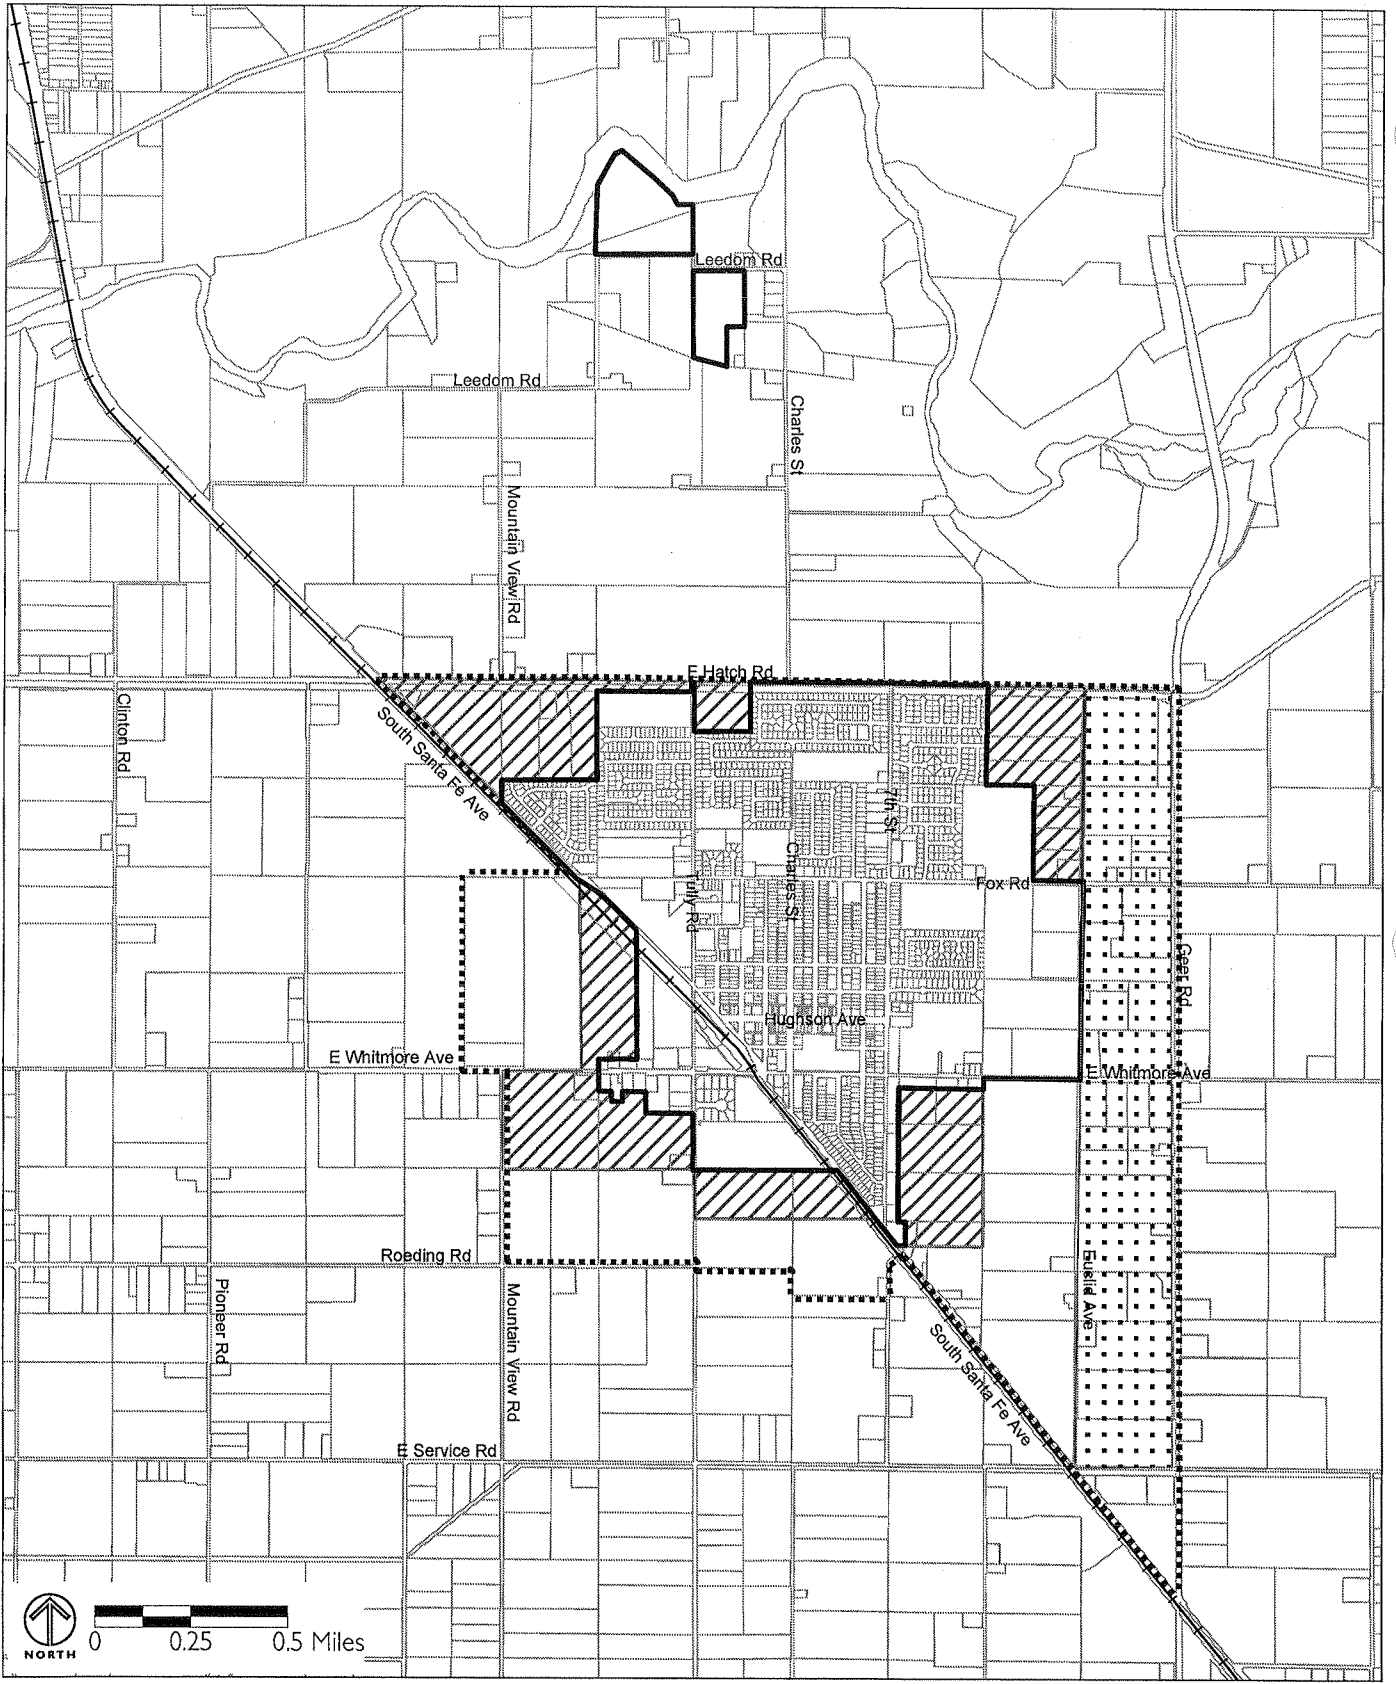 Leedom Rd
Leedom Rd
Charles St
Mountain View Rd
E Hatch Rd
Clinton Rd
South Santa Fe Ave
7th St
Charles St
Tully Rd
Fox Rd
Geer Rd
Hughson Ave
E Whitmore Ave
E Whitmore Ave
Roeding Rd
Euclid Ave
Pioneer Rd
Mountain View Rd
South Santa Fe Ave
E Service Rd
NORTH
0 0.25 0.5 Miles